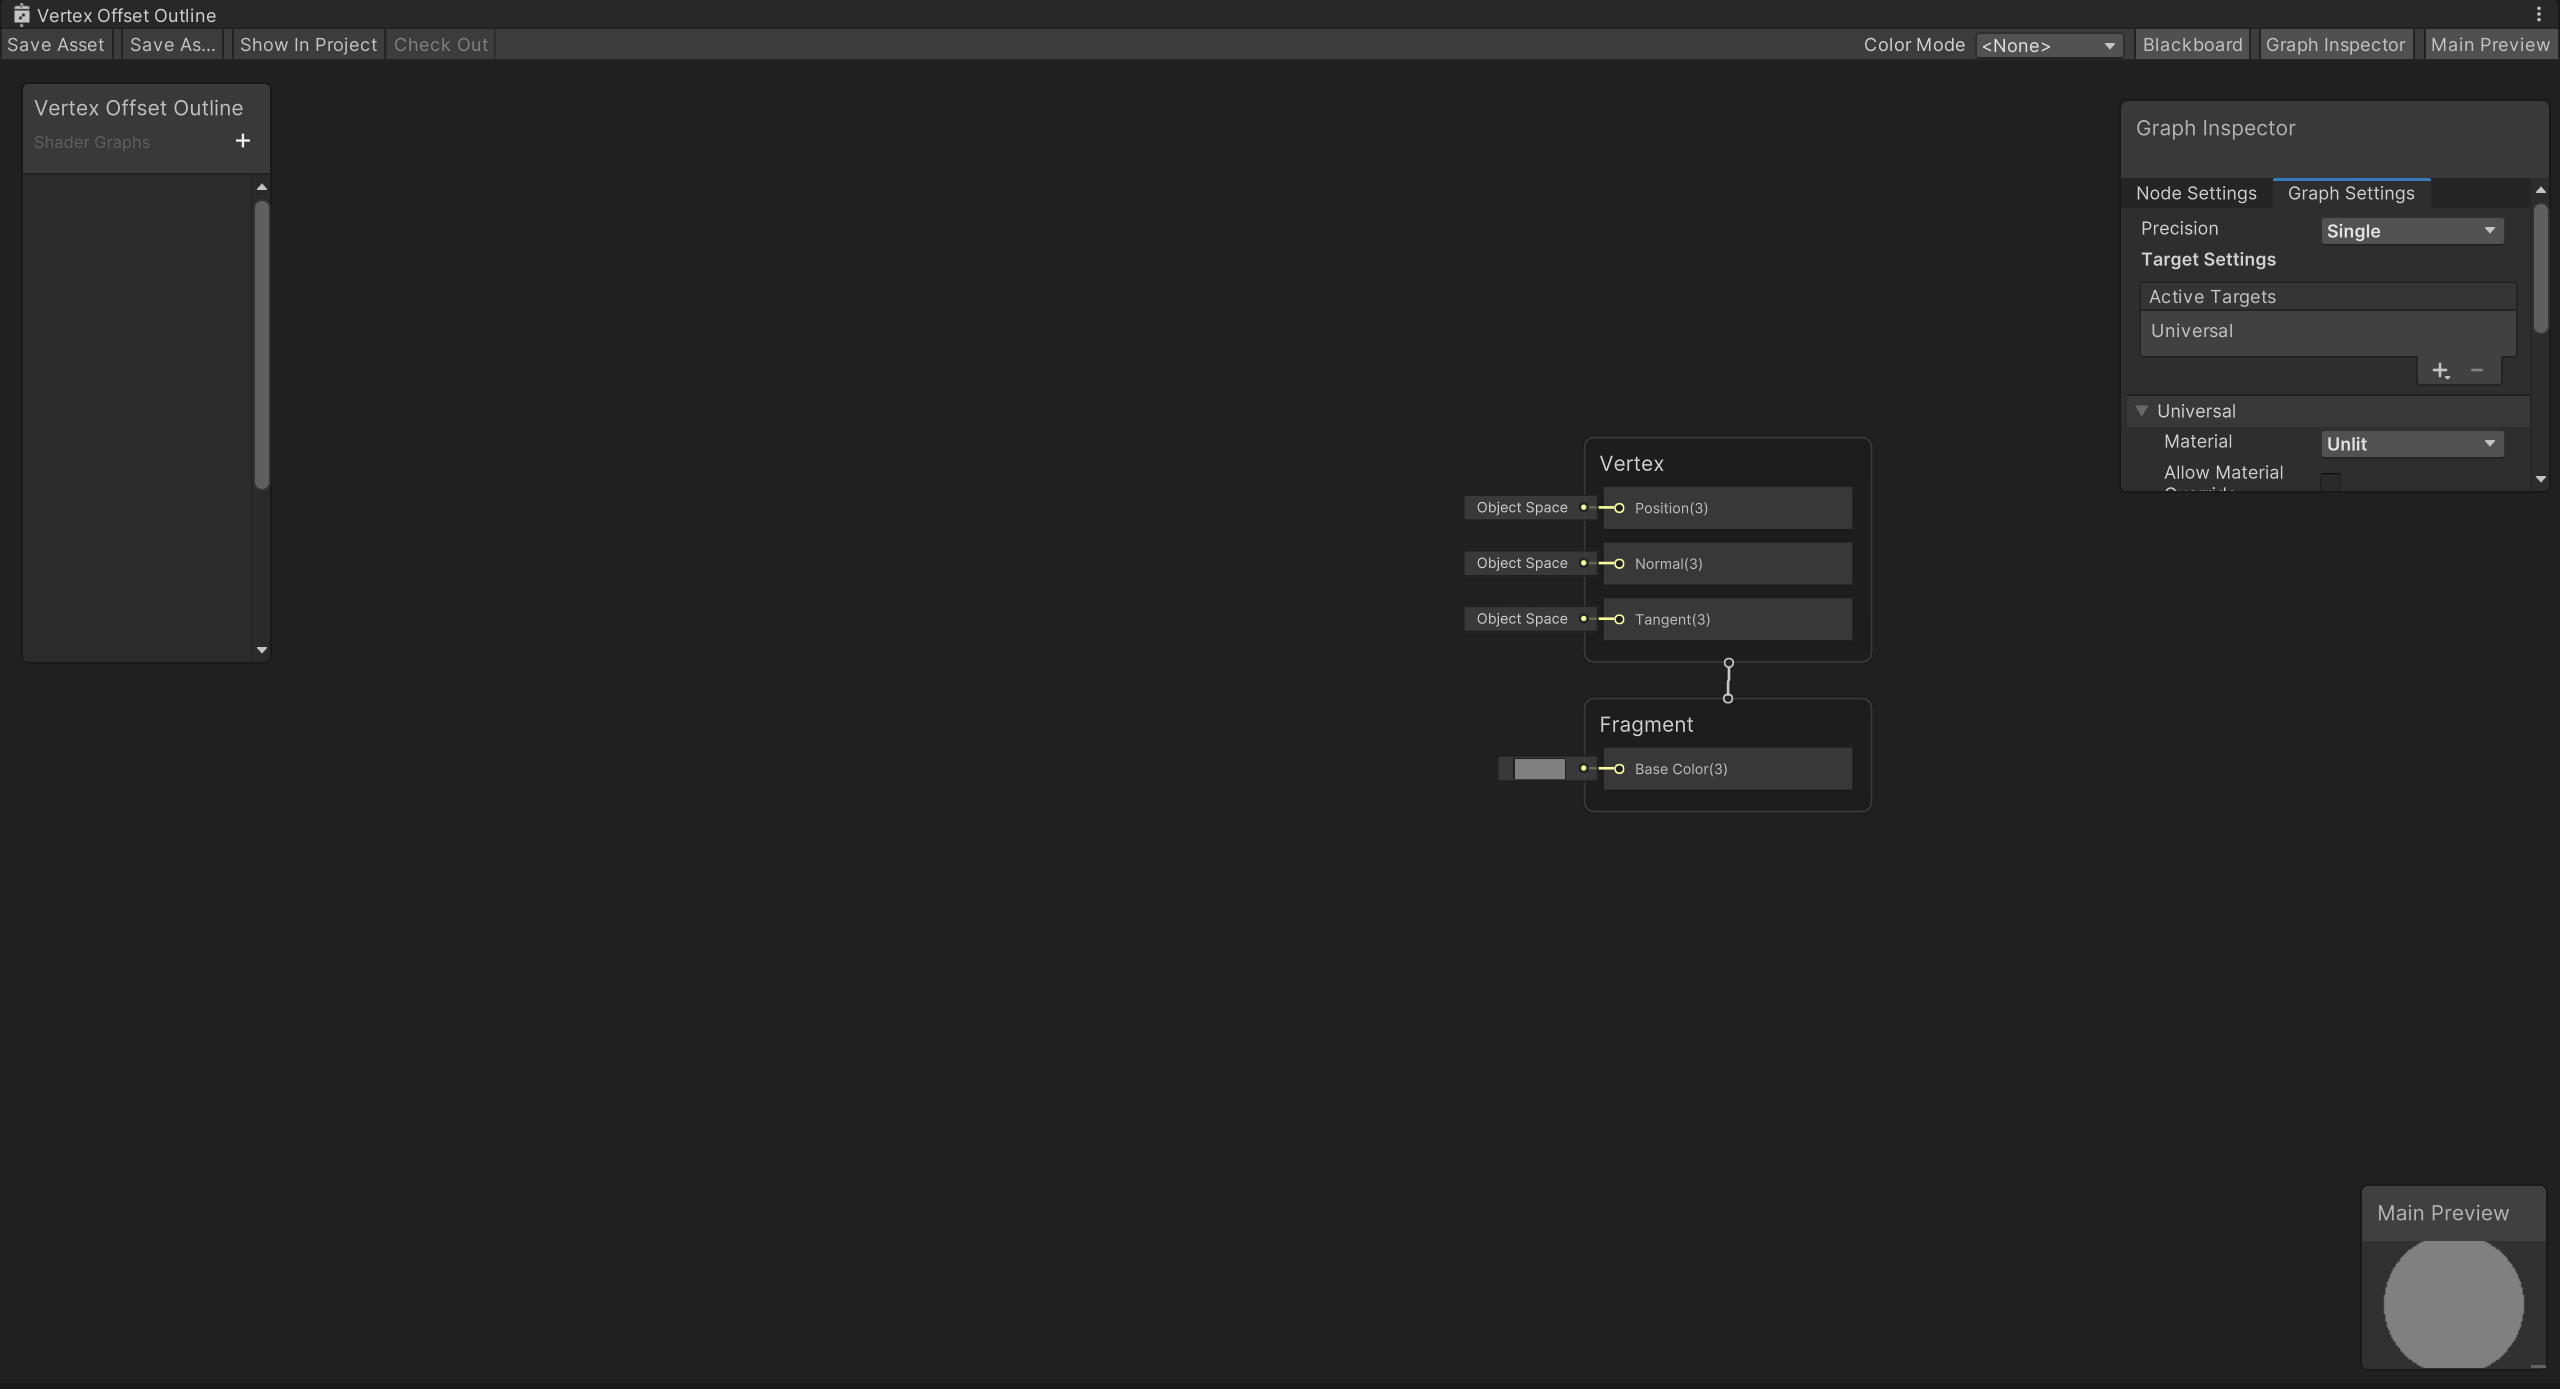 Vertex Offset Outline
Save Asset Save As... Show In Project Check Out Color Mode <None> Blackboard Graph Inspector Main Preview
Vertex Offset Outline
Shader Graphs
Graph Inspector
Node Settings Graph Settings
Precision Single
Target Settings
Active Targets
Universal
Universal
Material Unlit
Allow Material
Vertex
Object Space Position(3)
Object Space Normal(3)
Object Space Tangent(3)
Fragment
Base Color(3)
Main Preview